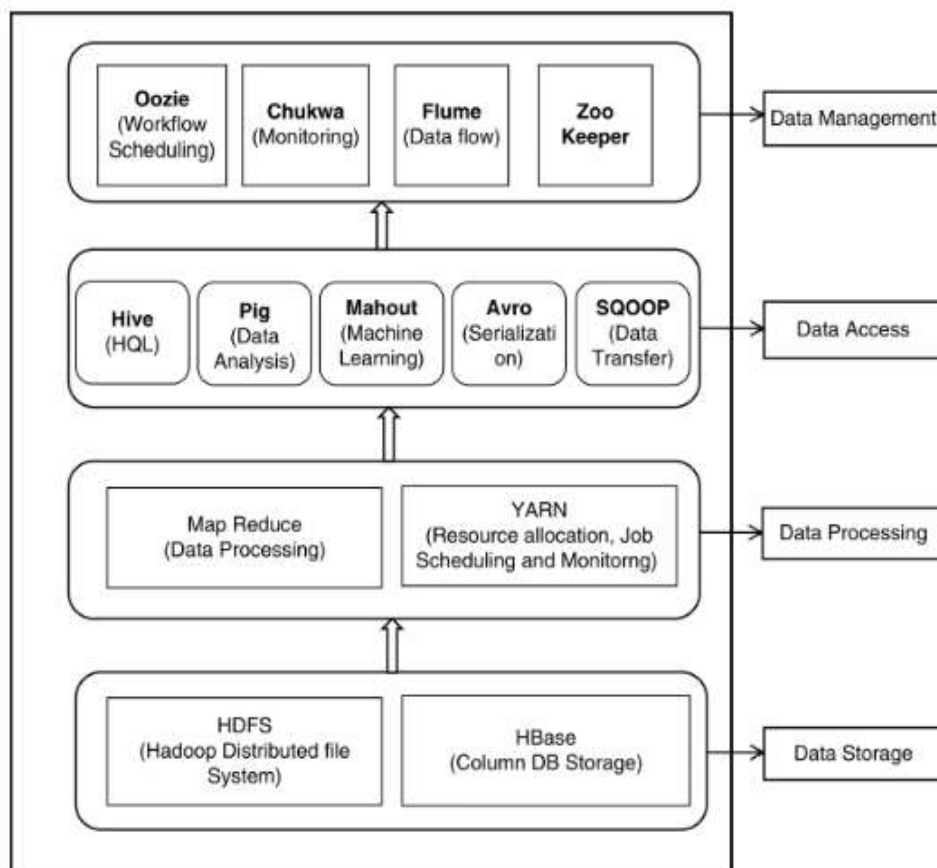 Oozie
(Workflow
Scheduling)
Chukwa
(Monitoring)
Flume
(Data flow)
Zoo
Keeper
Data Management
Hive
(HQL)
Pig
(Data
Analysis)
Mahout
(Machine
Learning)
Avro
(Serializati
on)
SQOOP
(Data
Transfer)
Data Access
Map Reduce
(Data Processing)
YARN
(Resource allocation, Job
Scheduling and Monitorng)
Data Processing
HDFS
(Hadoop Distributed file
System)
HBase
(Column DB Storage)
Data Storage